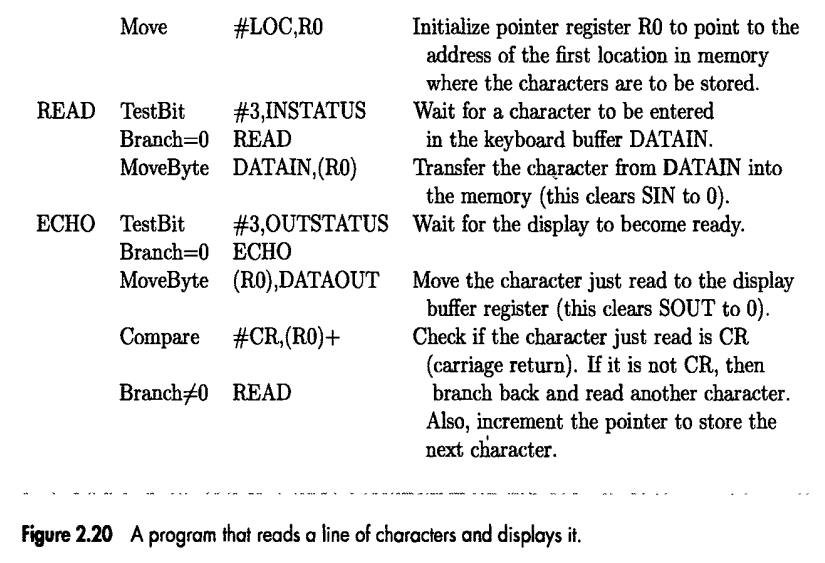 Move #LOC,R0 Initialize pointer register R0 to point to the
address of the first location in memory
where the characters are to be stored.
READ TestBit #3,INSTATUS Wait for a character to be entered
Branch=0 READ in the keyboard buffer DATAIN.
MoveByte DATAIN,(R0) Transfer the character from DATAIN into
the memory (this clears SIN to 0).
ECHO TestBit #3,OUTSTATUS Wait for the display to become ready.
Branch=0 ECHO
MoveByte (R0),DATAOUT Move the character just read to the display
buffer register (this clears SOUT to 0).
Compare #CR,(R0)+ Check if the character just read is CR
(carriage return). If it is not CR, then
Branch≠0 READ branch back and read another character.
Also, increment the pointer to store the
next character.
Figure 2.20 A program that reads a line of characters and displays it.